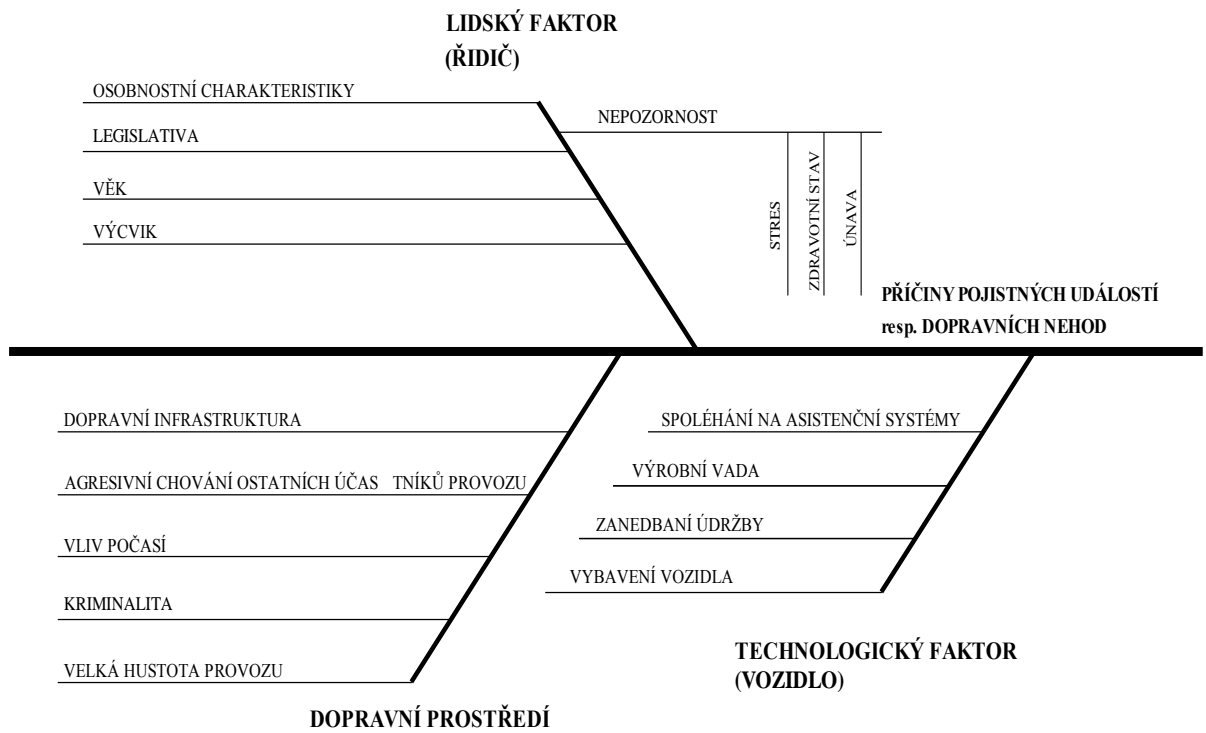 LIDSKÝ FAKTOR
(ŘIDIČ)
OSOBNOSTNÍ CHARAKTERISTIKY
NEPOZORNOST
LEGISLATIVA
VĚK
VÝCVIK
STRES
ZDRAVOTNÍ STAV
ÚNAVA
PŘÍČINY POJISTNÝCH UDÁLOSTÍ
resp. DOPRAVNÍCH NEHOD
DOPRAVNÍ INFRASTRUKTURA
AGRESIVNÍ CHOVÁNÍ OSTATNÍCH ÚČAS TNÍKŮ PROVOZU
VLIV POČASÍ
KRIMINALITA
VELKÁ HUSTOTA PROVOZU
DOPRAVNÍ PROSTŘEDÍ
SPOLÉHÁNÍ NA ASISTENČNÍ SYSTÉMY
VÝROBNÍ VADA
ZANEDBANÍ ÚDRŽBY
VYBAVENÍ VOZIDLA
TECHNOLOGICKÝ FAKTOR
(VOZIDLO)